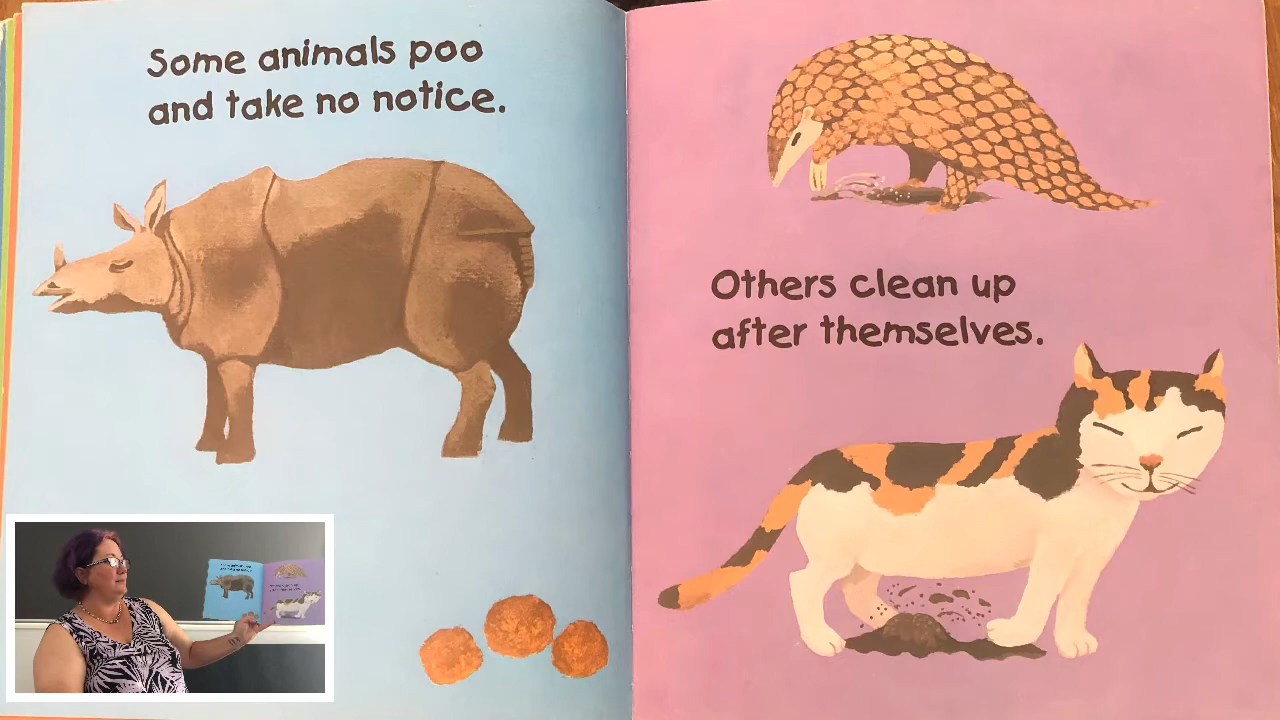 Some animals poo
and take no notice.
Others clean up
after themselves.